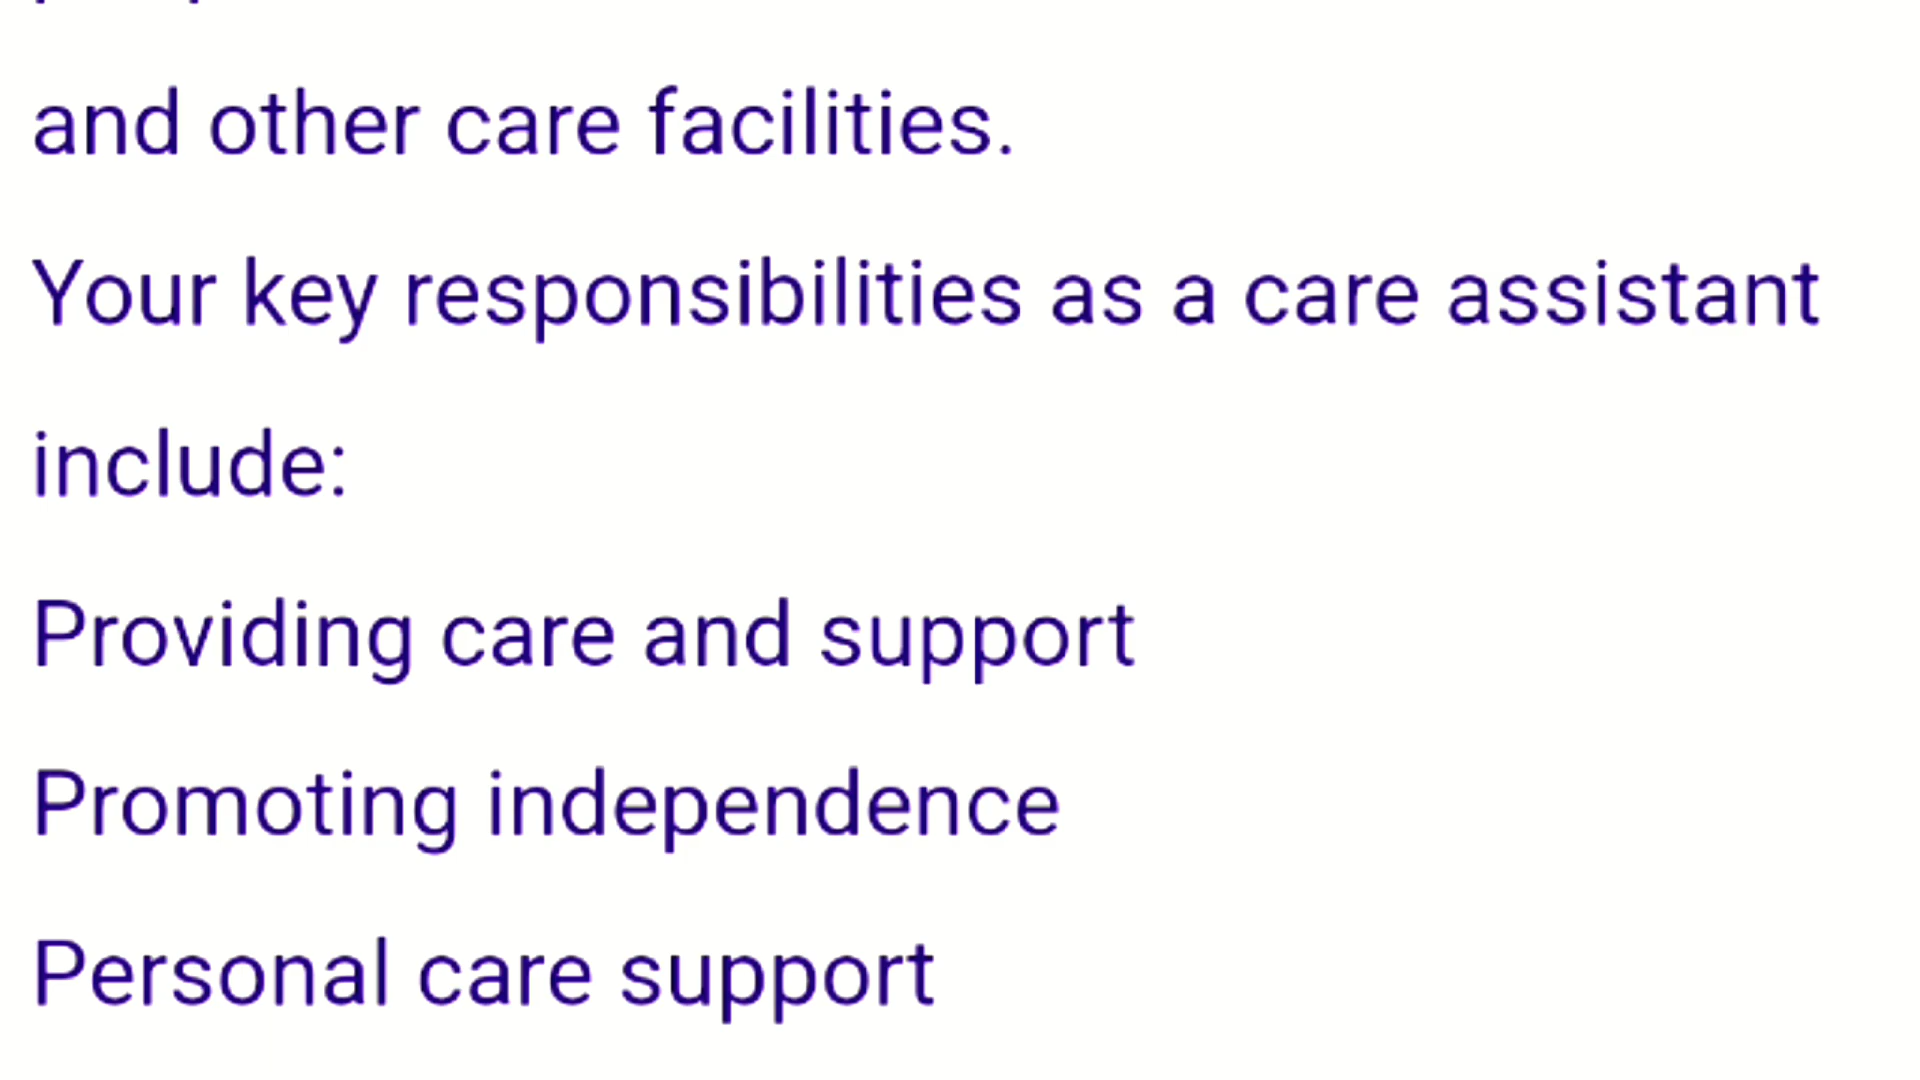 and other care facilities.
Your key responsibilities as a care assistant
include:
Providing care and support
Promoting independence
Personal care support